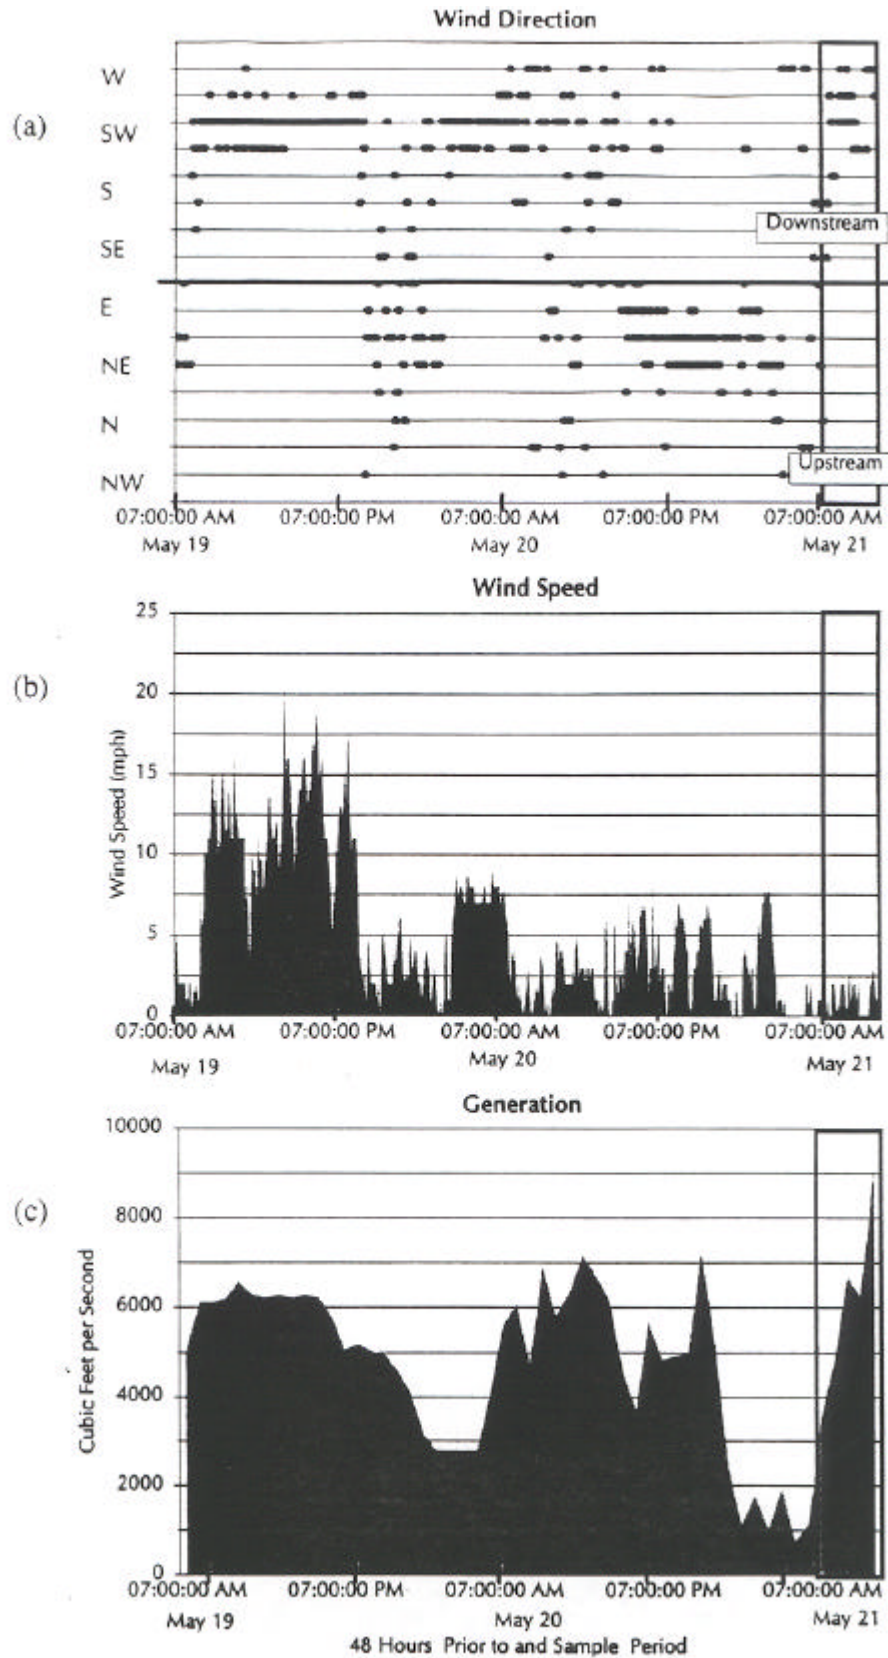 Wind Direction
(a)
W
SW
S
SE
E
NE
N
NW
Downstream
Upstream
07:00:00 AM 07:00:00 PM 07:00:00 AM 07:00:00 PM 07:00:00 AM
May 19 May 20 May 21
Wind Speed
(b)
Wind Speed (mph)
25
20
15
10
5
0
07:00:00 AM 07:00:00 PM 07:00:00 AM 07:00:00 PM 07:00:00 AM
May 19 May 20 May 21
Generation
(c)
Cubic Feet per Second
10000
8000
6000
4000
2000
0
07:00:00 AM 07:00:00 PM 07:00:00 AM 07:00:00 PM 07:00:00 AM
May 19 May 20 May 21
48 Hours Prior to and Sample Period